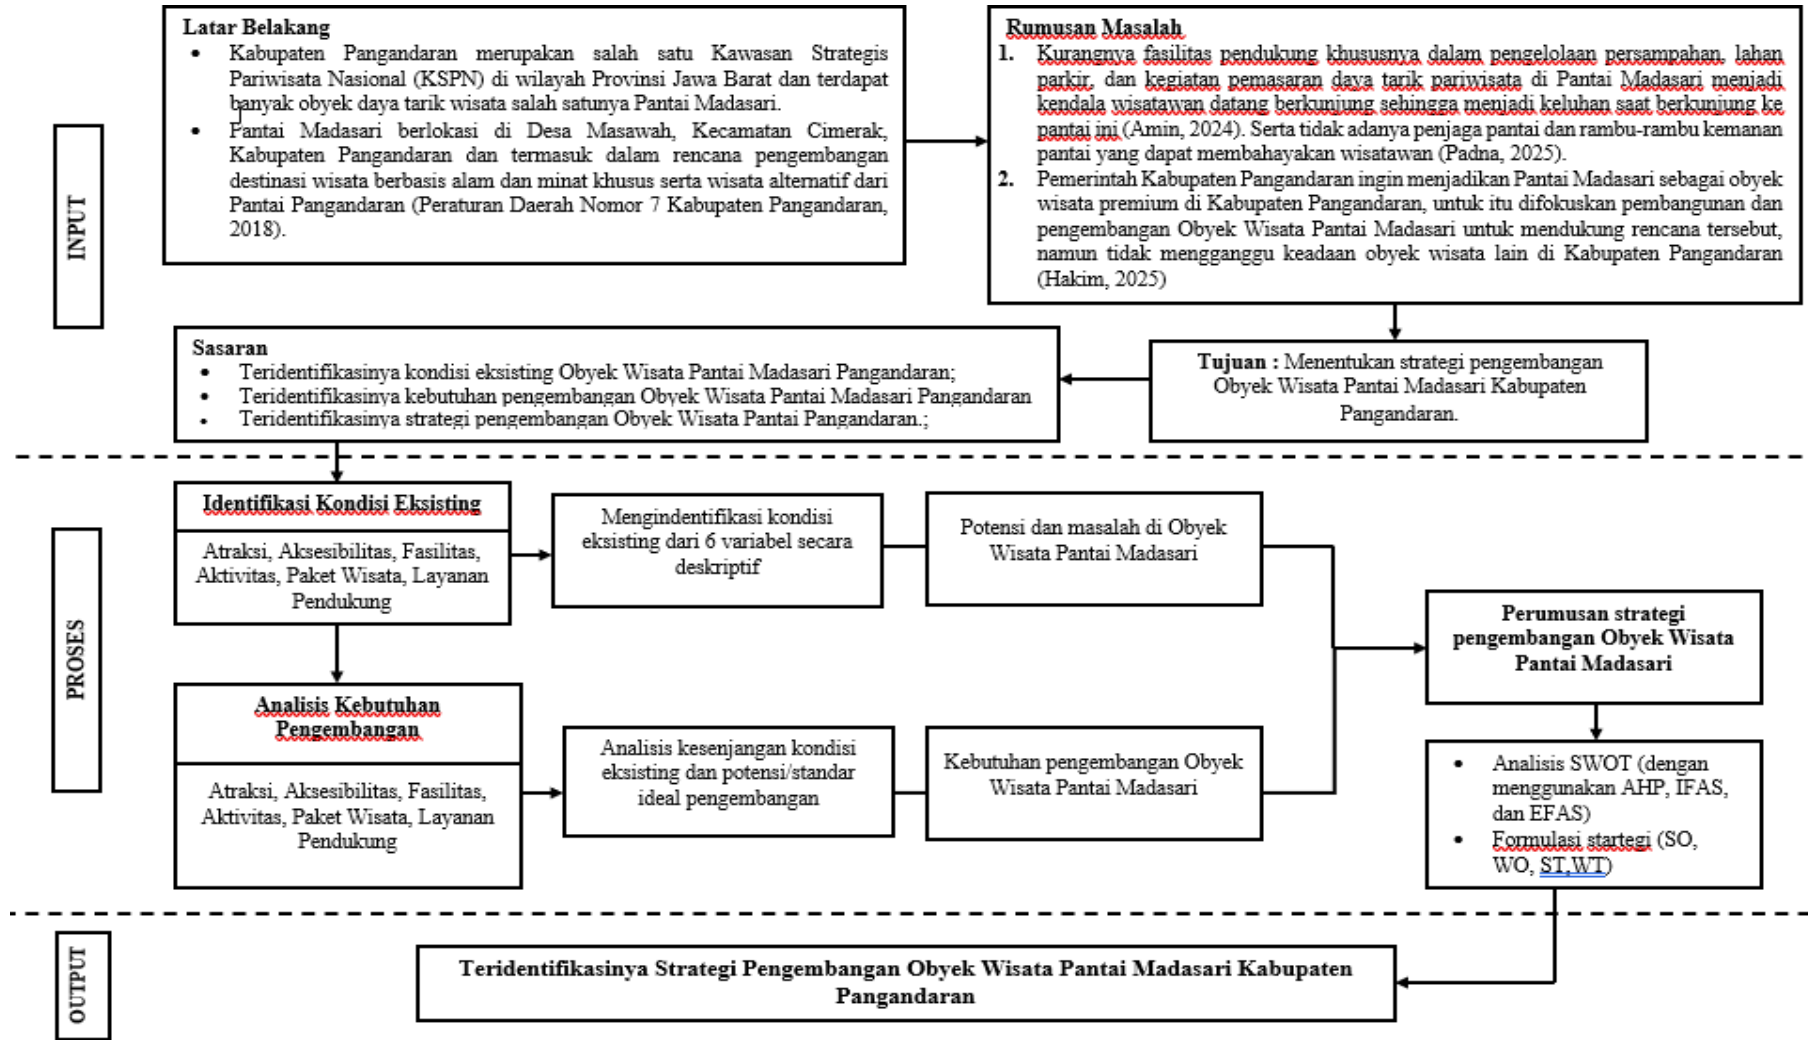 Latar Belakang
• Kabupaten Pangandaran merupakan salah satu Kawasan Strategis
Pariwisata Nasional (KSPN) di wilayah Provinsi Jawa Barat dan terdapat
banyak obyek daya tarik wisata salah satunya Pantai Madasari.
• Pantai Madasari berlokasi di Desa Masawah, Kecamatan Cimerak,
Kabupaten Pangandaran dan termasuk dalam rencana pengembangan
destinasi wisata berbasis alam dan minat khusus serta wisata alternatif dari
Pantai Pangandaran (Peraturan Daerah Nomor 7 Kabupaten Pangandaran,
2018).
Rumusan Masalah
1. Kurangnya fasilitas pendukung khususnya dalam pengelolaan persampahan, lahan
parkir, dan kegiatan pemasaran daya tarik pariwisata di Pantai Madasari menjadi
kendala wisatawan datang berkunjung sehingga menjadi keluhan saat berkunjung ke
pantai ini (Amin, 2024). Serta tidak adanya penjaga pantai dan rambu-rambu kemanan
pantai yang dapat membahayakan wisatawan (Padna, 2025).
2. Pemerintah Kabupaten Pangandaran ingin menjadikan Pantai Madasari sebagai obyek
wisata premium di Kabupaten Pangandaran, untuk itu difokuskan pembangunan dan
pengembangan Obyek Wisata Pantai Madasari untuk mendukung rencana tersebut,
namun tidak mengganggu keadaan obyek wisata lain di Kabupaten Pangandaran
(Hakim, 2025)
INPUT
Sasaran
• Teridentifikasinya kondisi eksisting Obyek Wisata Pantai Madasari Pangandaran;
• Teridentifikasinya kebutuhan pengembangan Obyek Wisata Pantai Madasari Pangandaran
• Teridentifikasinya strategi pengembangan Obyek Wisata Pantai Pangandaran.;
Tujuan : Menentukan strategi pengembangan
Obyek Wisata Pantai Madasari Kabupaten
Pangandaran.
PROSES
Identifikasi Kondisi Eksisting
Atraksi, Aksesibilitas, Fasilitas,
Aktivitas, Paket Wisata, Layanan
Pendukung
Mengindentifikasi kondisi
eksisting dari 6 variabel secara
deskriptif
Potensi dan masalah di Obyek
Wisata Pantai Madasari
Analisis Kebutuhan
Pengembangan
Atraksi, Aksesibilitas, Fasilitas,
Aktivitas, Paket Wisata, Layanan
Pendukung
Analisis kesenjangan kondisi
eksisting dan potensi/standar
ideal pengembangan
Kebutuhan pengembangan Obyek
Wisata Pantai Madasari
Perumusan strategi
pengembangan Obyek Wisata
Pantai Madasari
• Analisis SWOT (dengan
menggunakan AHP, IFAS,
dan EFAS)
• Formulasi startegi (SO,
WO, ST,WT)
OUTPUT
Teridentifikasinya Strategi Pengembangan Obyek Wisata Pantai Madasari Kabupaten
Pangandaran